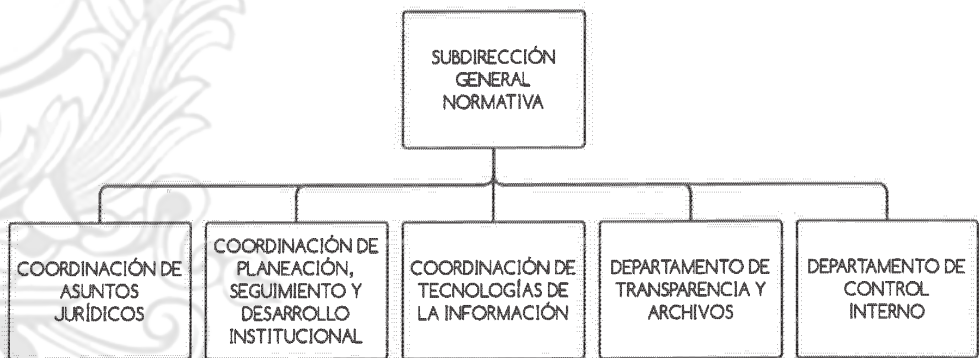 SUBDIRECCIÓN
GENERAL
NORMATIVA
COORDINACIÓN DE
ASUNTOS
JURÍDICOS
COORDINACIÓN DE
PLANEACIÓN,
SEGUIMIENTO Y
DESARROLLO
INSTITUCIONAL
COORDINACIÓN DE
TECNOLOGÍAS DE
LA INFORMACIÓN
DEPARTAMENTO DE
TRANSPARENCIA Y
ARCHIVOS
DEPARTAMENTO DE
CONTROL
INTERNO